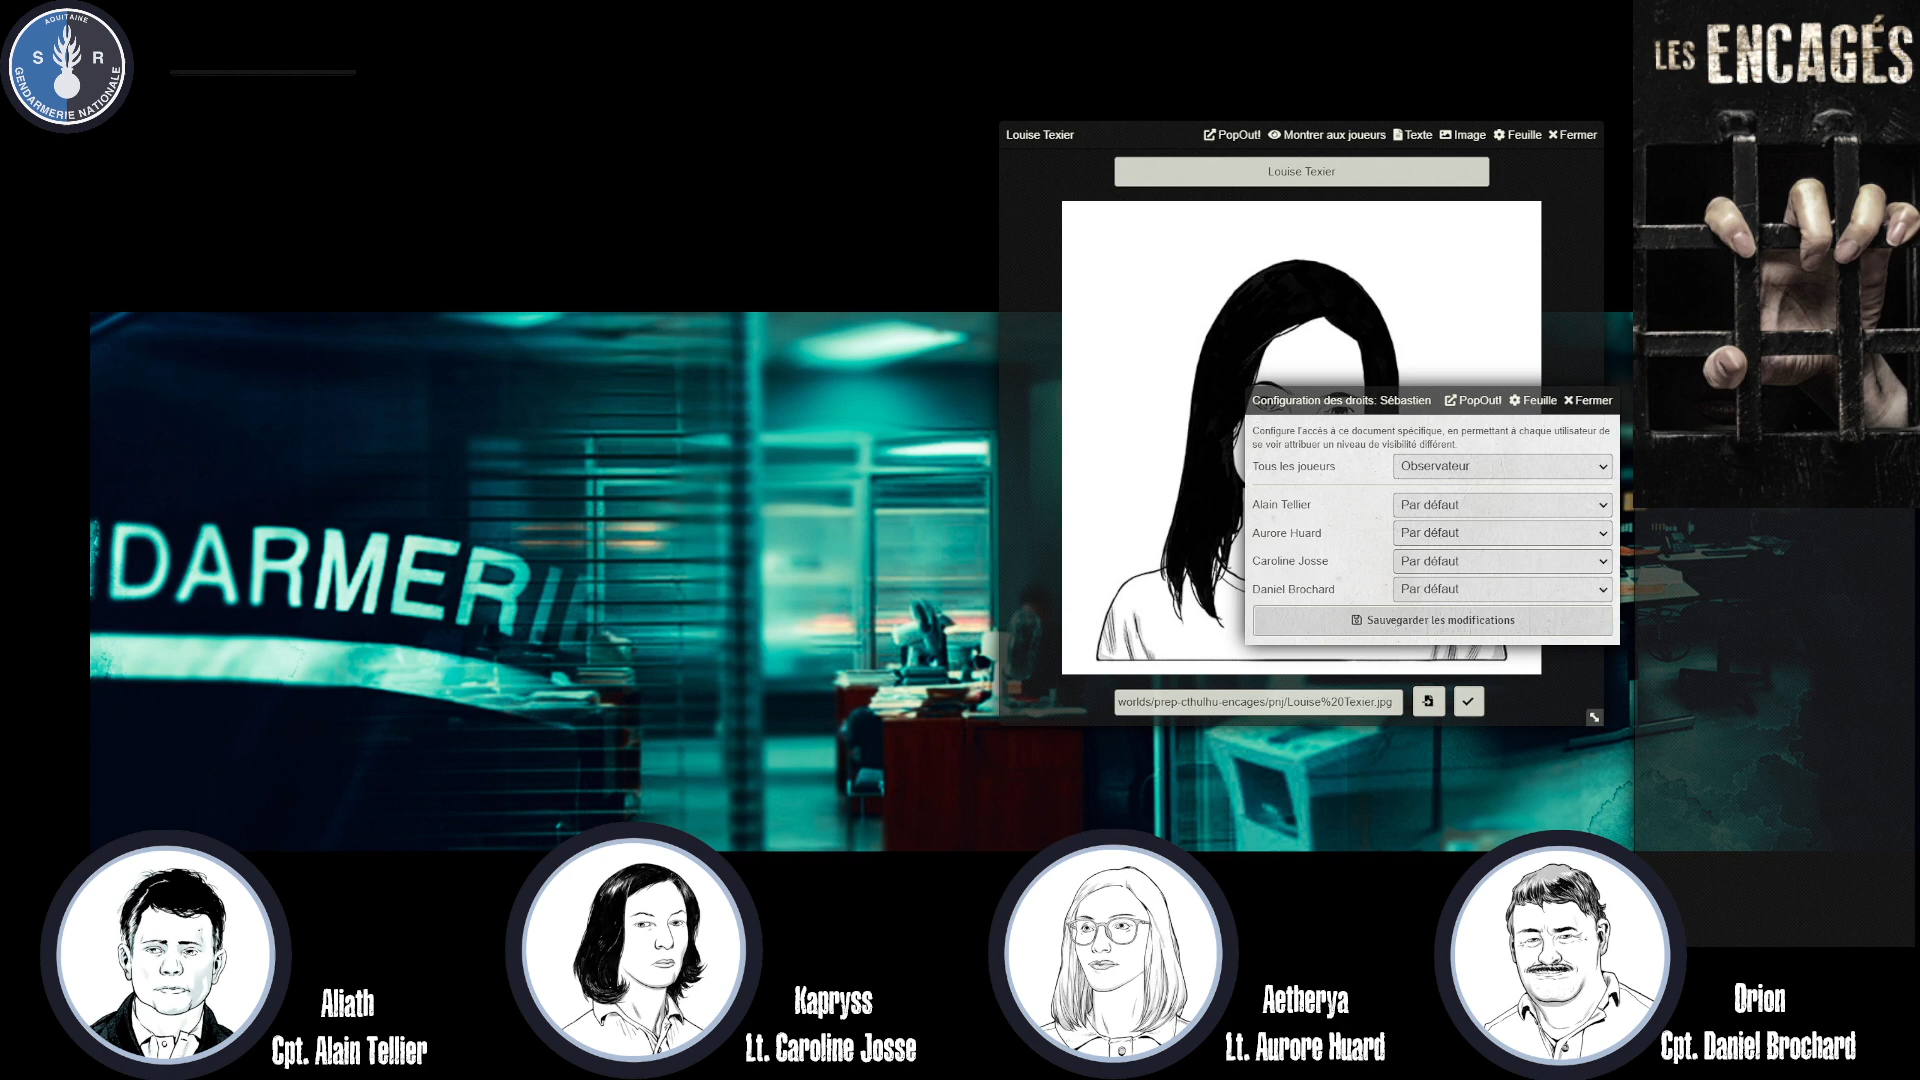 AQUITAINE
S R
GENDARMERIE NATIONALE
LES ENCAGÉS
Louise Texier
PopOut! Montrer aux joueurs Texte Image Feuille Fermer
Louise Texier
Configuration des droits: Sébastien PopOut! Feuille Fermer
Configure l'accès à ce document spécifique, en permettant à chaque utilisateur de
se voir attribuer un niveau de visibilité différent.
Tous les joueurs Observateur
Alain Tellier Par défaut
Aurore Huard Par défaut
Caroline Josse Par défaut
Daniel Brochard Par défaut
Sauvegarder les modifications
worlds/prep-cthulhu-encages/pnj/Louise%20Texier.jpg
DARMERI
Aliath
Cpt. Alain Tellier
Kapryss
Lt. Caroline Josse
Aetherya
Lt. Aurore Huard
Orion
Cpt. Daniel Brochard